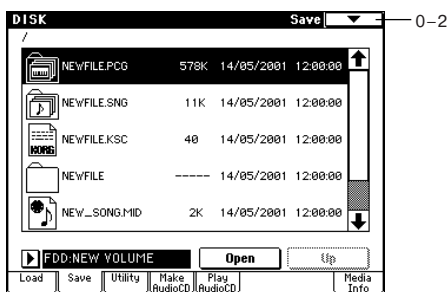 DISK Save 0-2
/
NEWFILE.PCG 578K 14/05/2001 12:00:00
NEWFILE.SNG 11K 14/05/2001 12:00:00
KORG NEWFILE.KSC 40 14/05/2001 12:00:00
NEWFILE ----- 14/05/2001 12:00:00
NEW_SONG.MID 2K 14/05/2001 12:00:00
FDD:NEW VOLUME Open Up
Load Save Utility Make AudioCD Play AudioCD Media Info